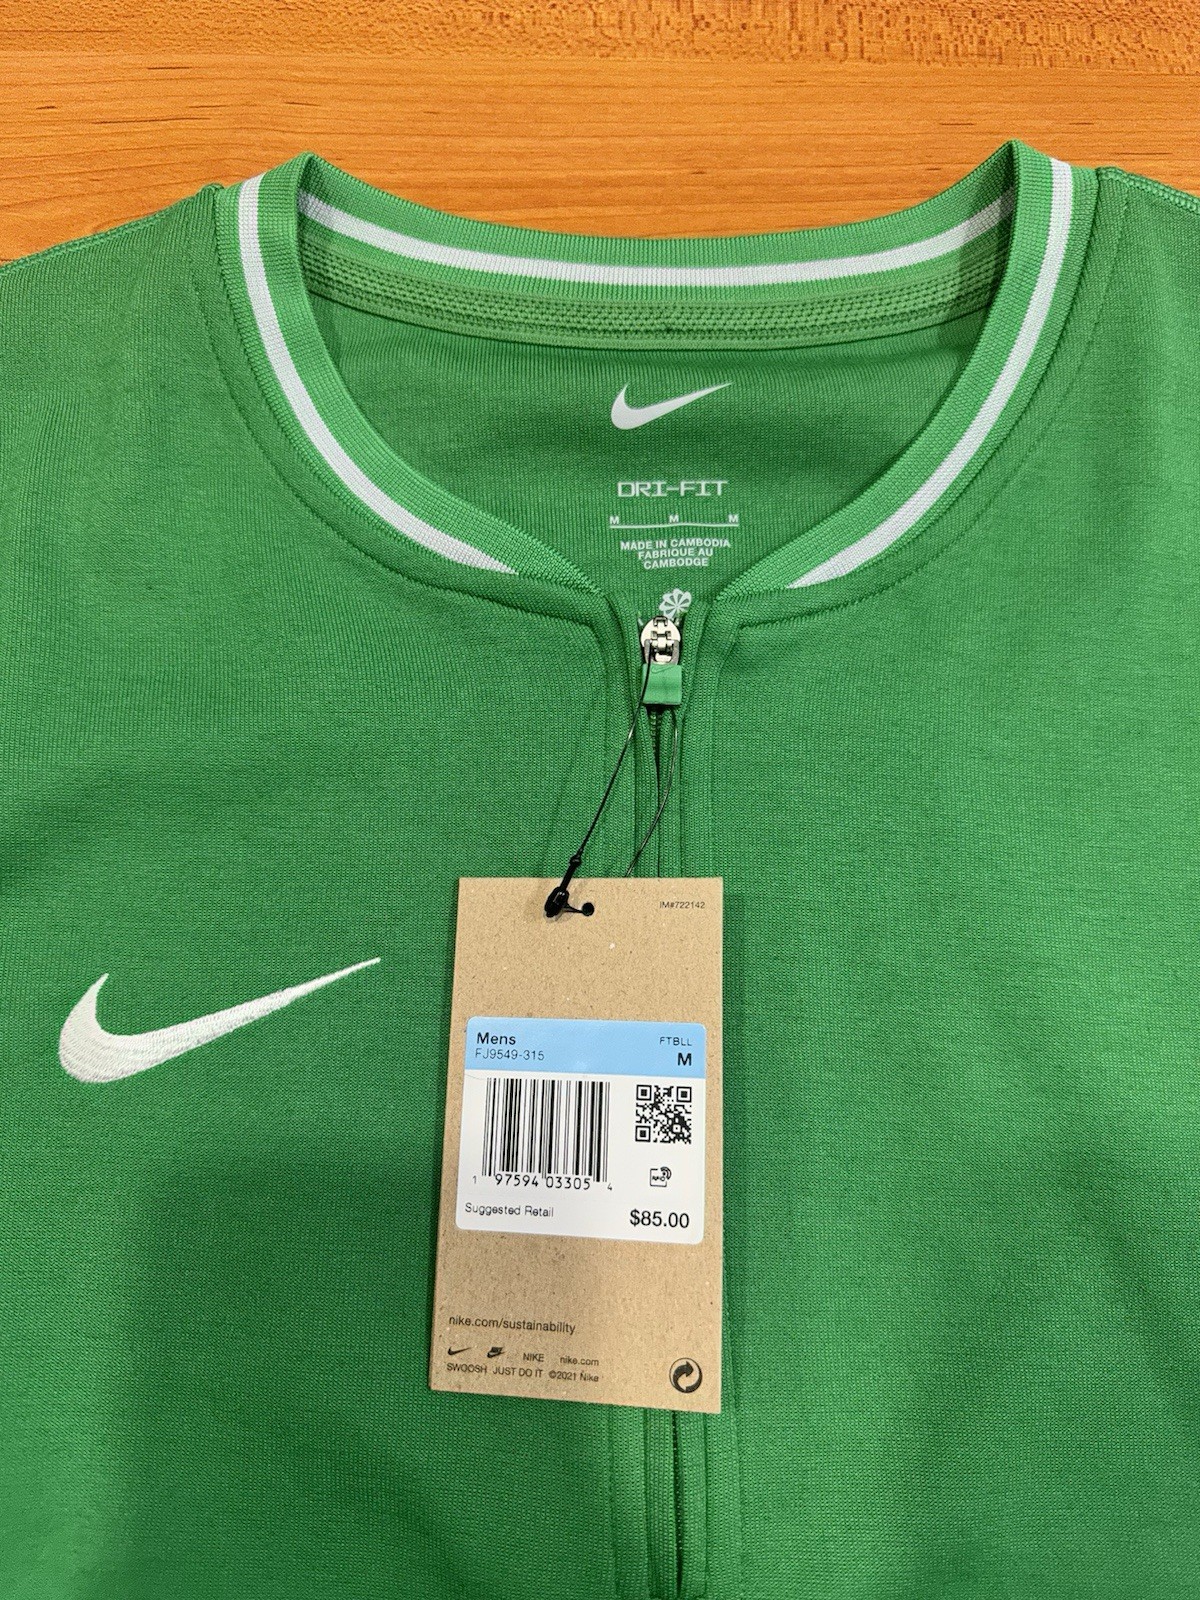 DRI-FIT
M M M
MADE IN CAMBODIA
FABRIQUE AU
CAMBODGE
IM#722142
Mens FTBLL
FJ9549-315 M
1 97594 03305 4
RFID
Suggested Retail $85.00
nike.com/sustainability
NIKE nike.com
SWOOSH JUST DO IT ©2021 Nike